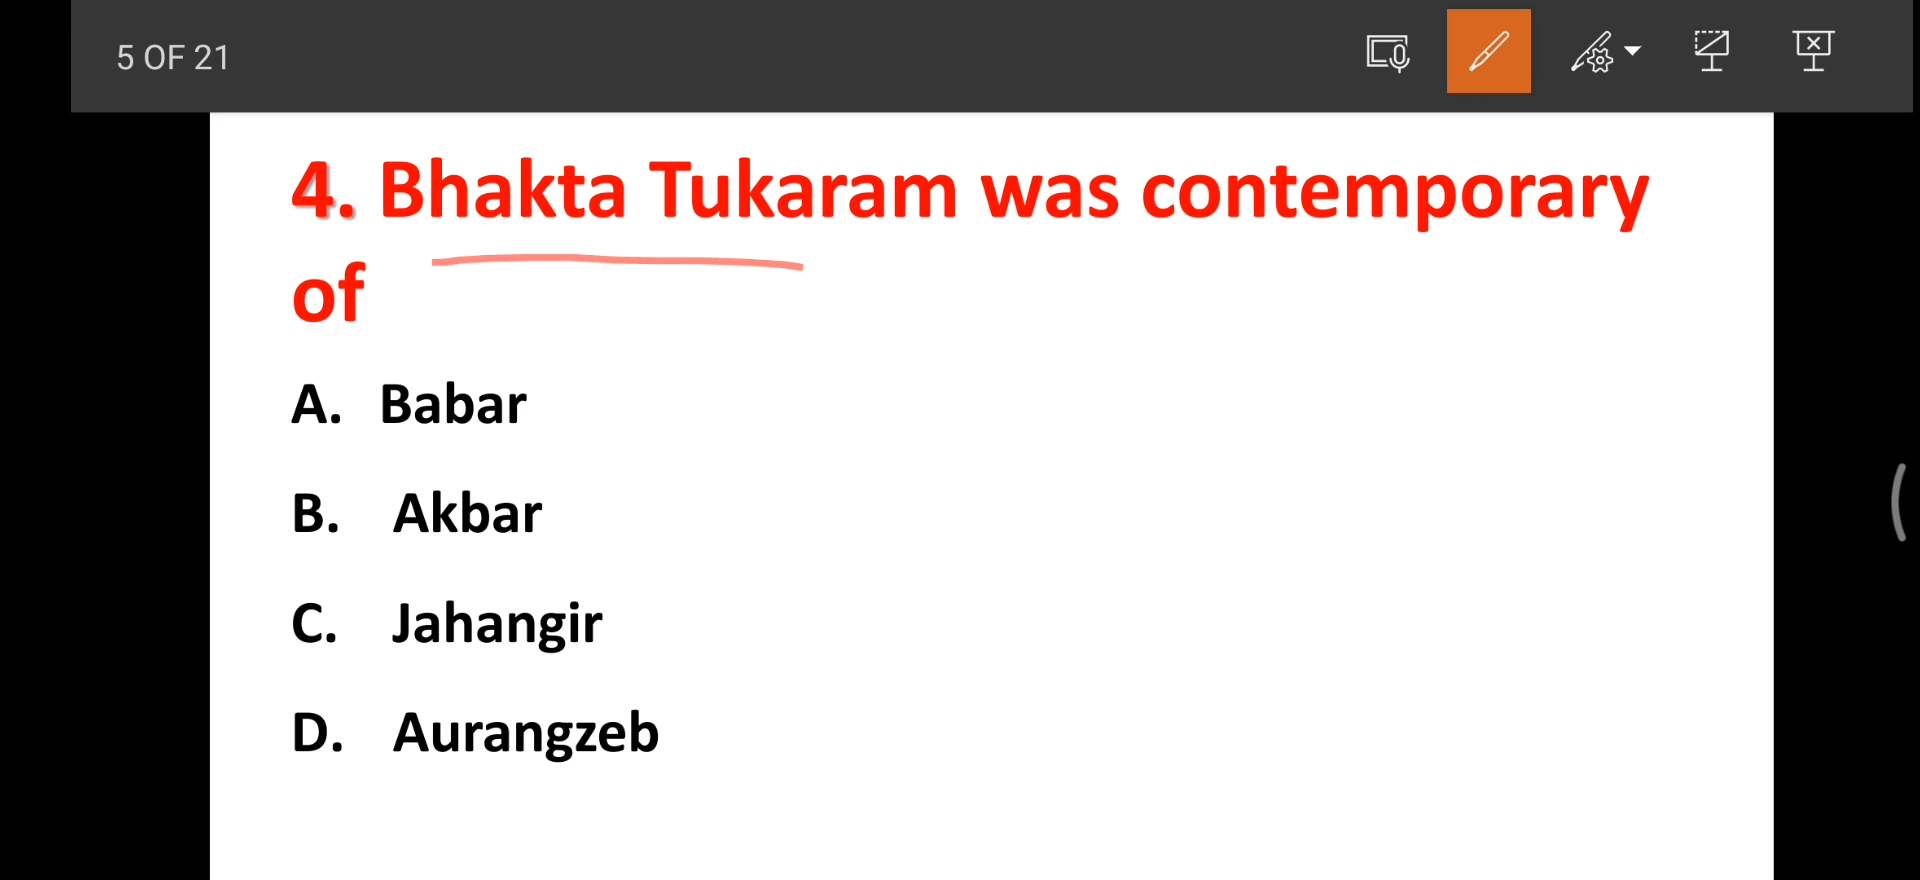 5 OF 21
4. Bhakta Tukaram was contemporary
of
A. Babar
B. Akbar
C. Jahangir
D. Aurangzeb